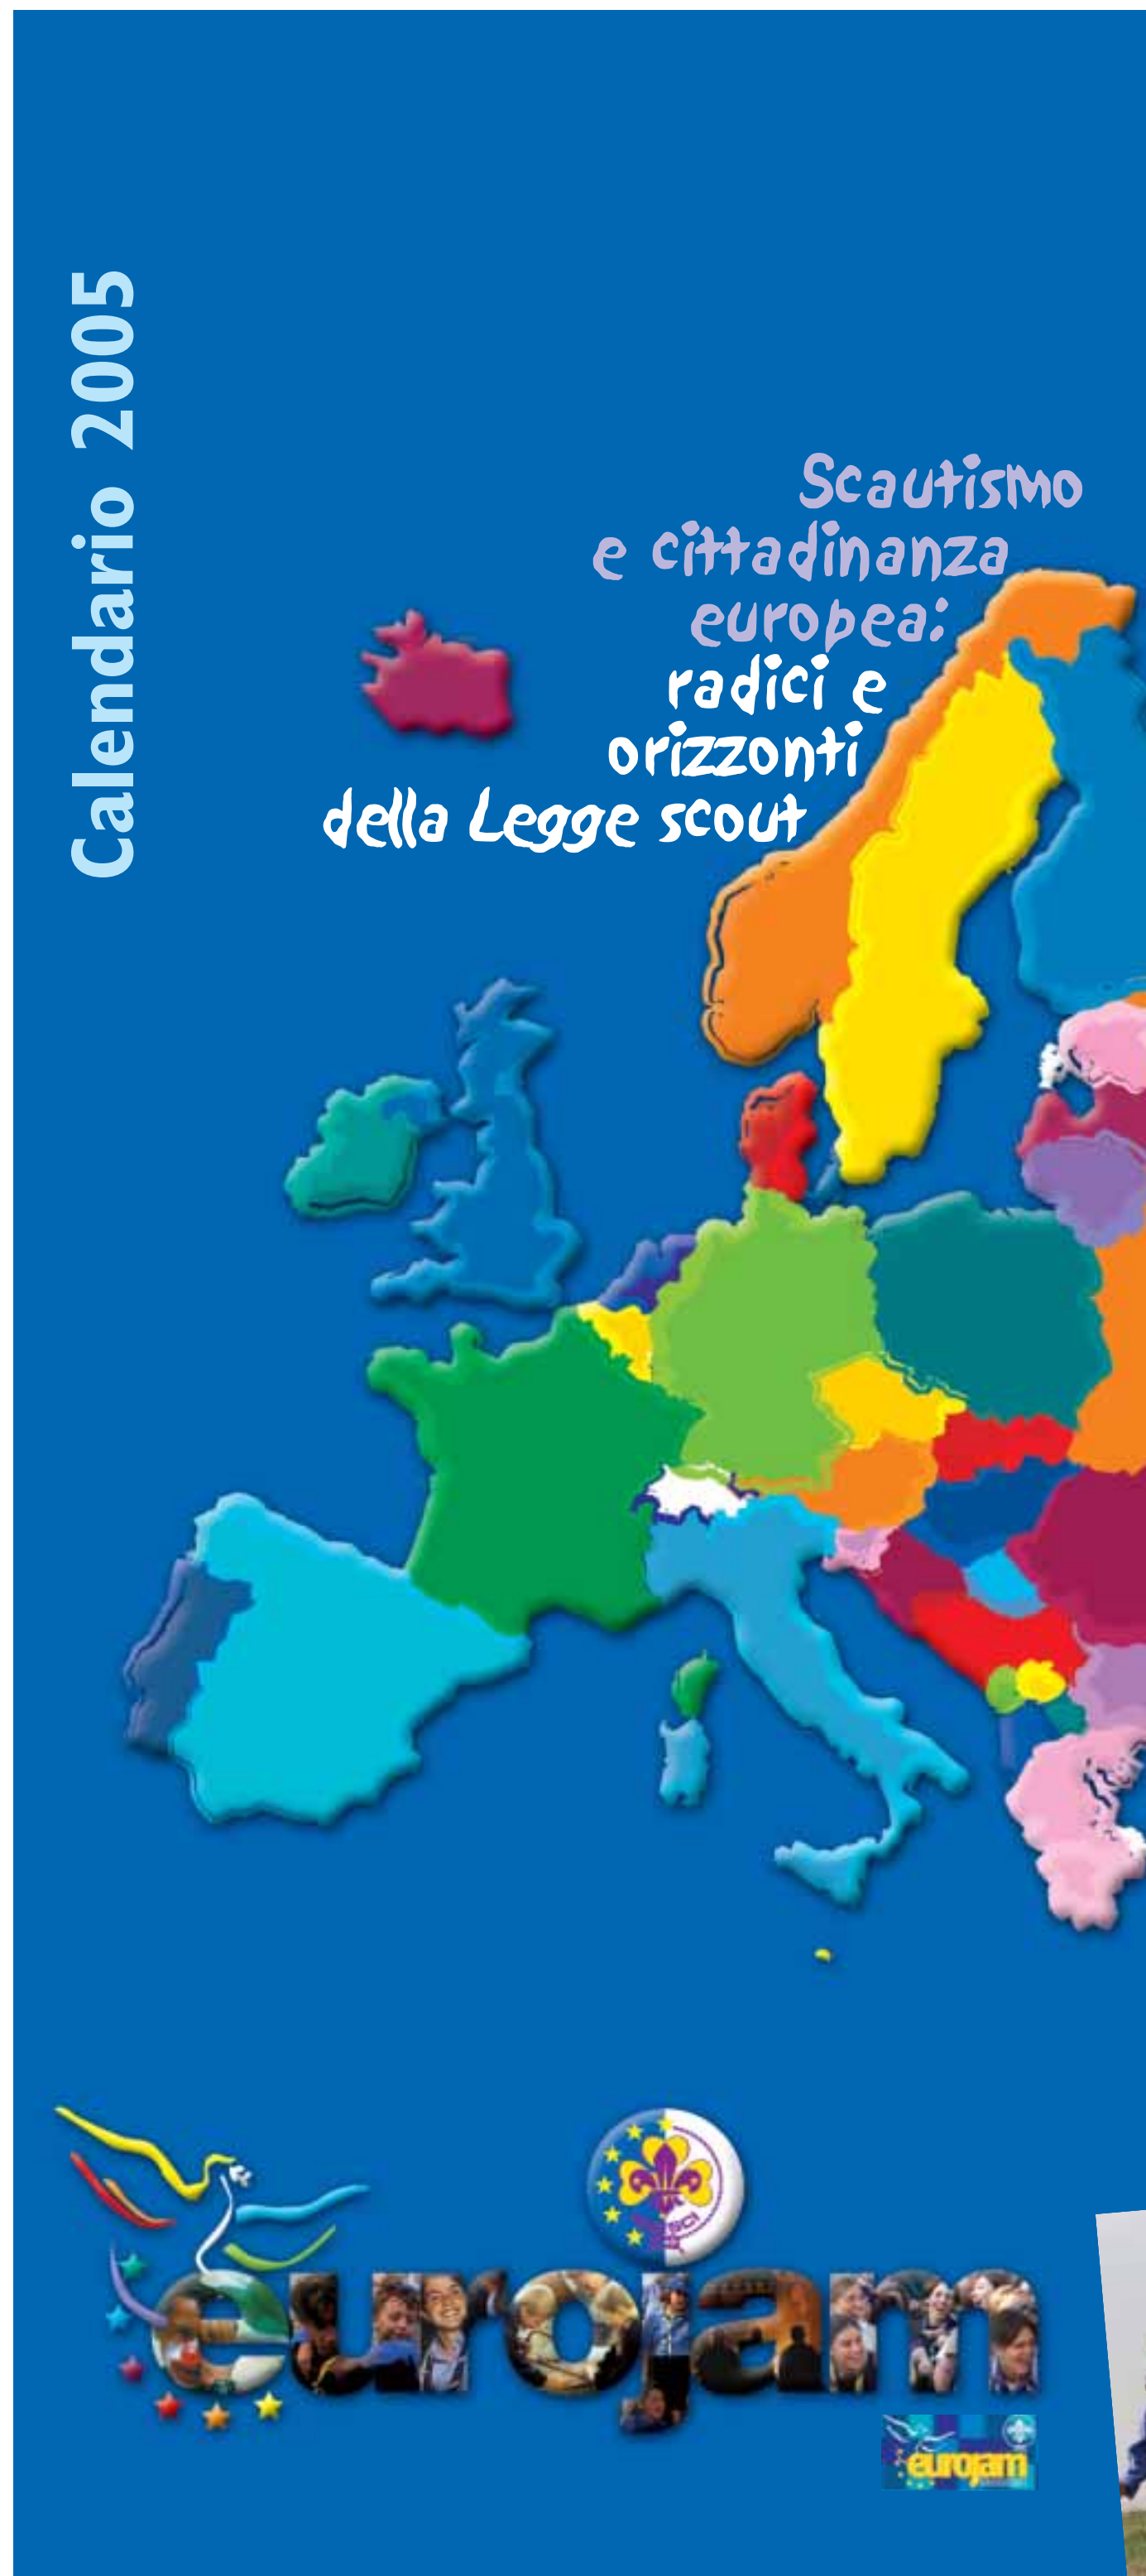 Calendario 2005
Scautismo
e cittadinanza
europea:
radici e
orizzonti
della Legge scout
eurojam
eurojam